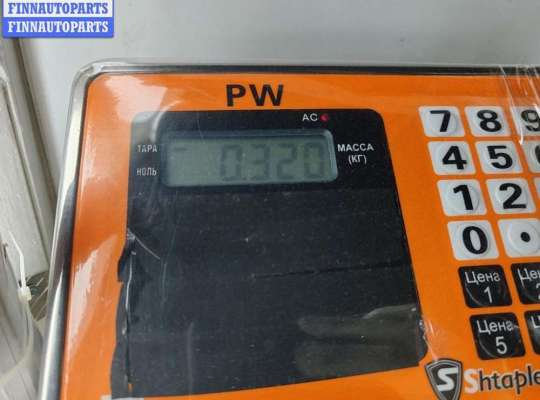 FINNAUTOPARTS
FINNAUTOPARTS
PW
AC
ТАРА
НОЛЬ
0.320
МАССА
(КГ)
7 8 9
4 5
1 2
0 .
Цена
1
Цена
5
S Shtaple